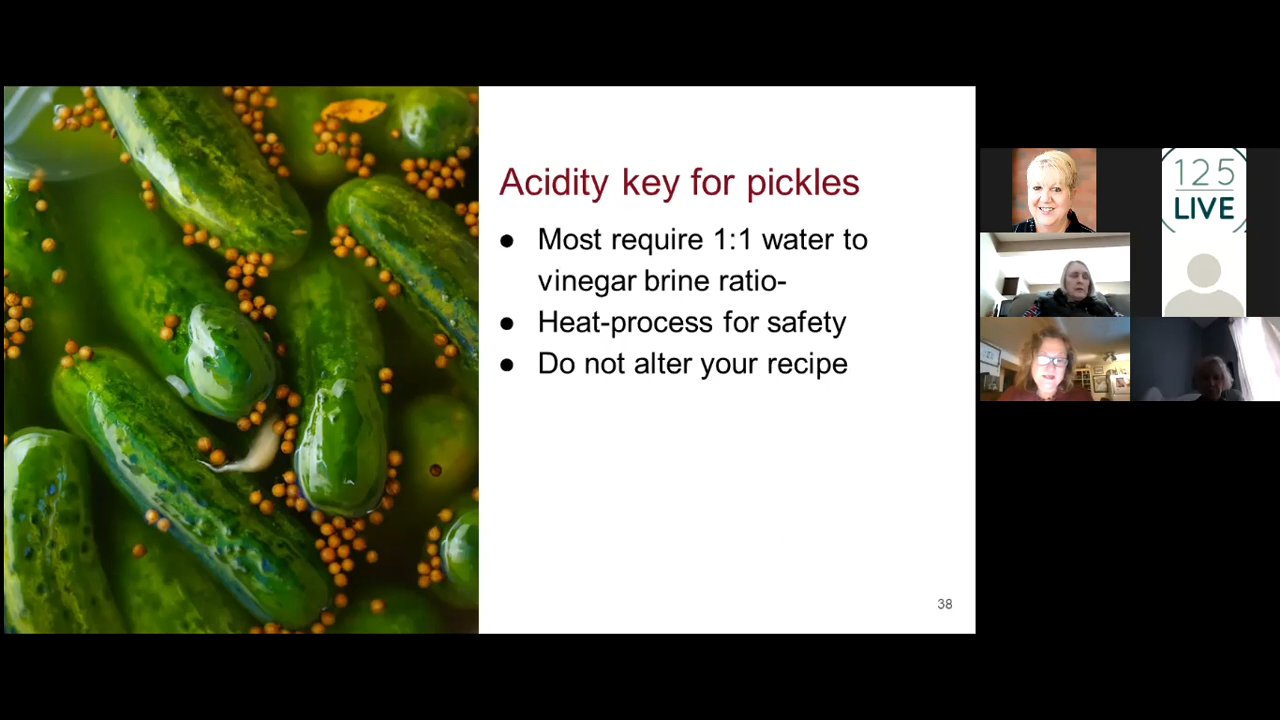 Acidity key for pickles
● Most require 1:1 water to
vinegar brine ratio-
● Heat-process for safety
● Do not alter your recipe
38
125
LIVE